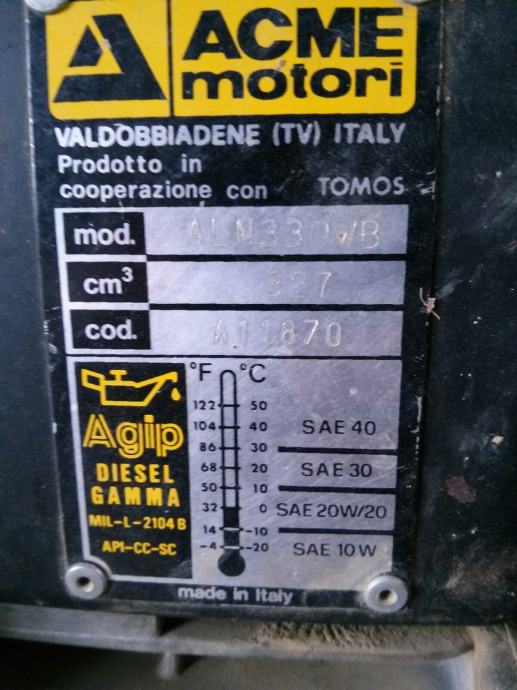 ACME
motori
VALDOBBIADENE (TV) ITALY
Prodotto in
cooperazione con TOMOS
mod. ALN330WB
cm³ 327
cod. A11870
°F °C
122 50
104 40 SAE 40
86 30
68 20 SAE 30
50 10
32 0 SAE 20W/20
14 -10
-4 -20 SAE 10W
Agip
DIESEL
GAMMA
MIL-L-2104B
API-CC-SC
made in Italy